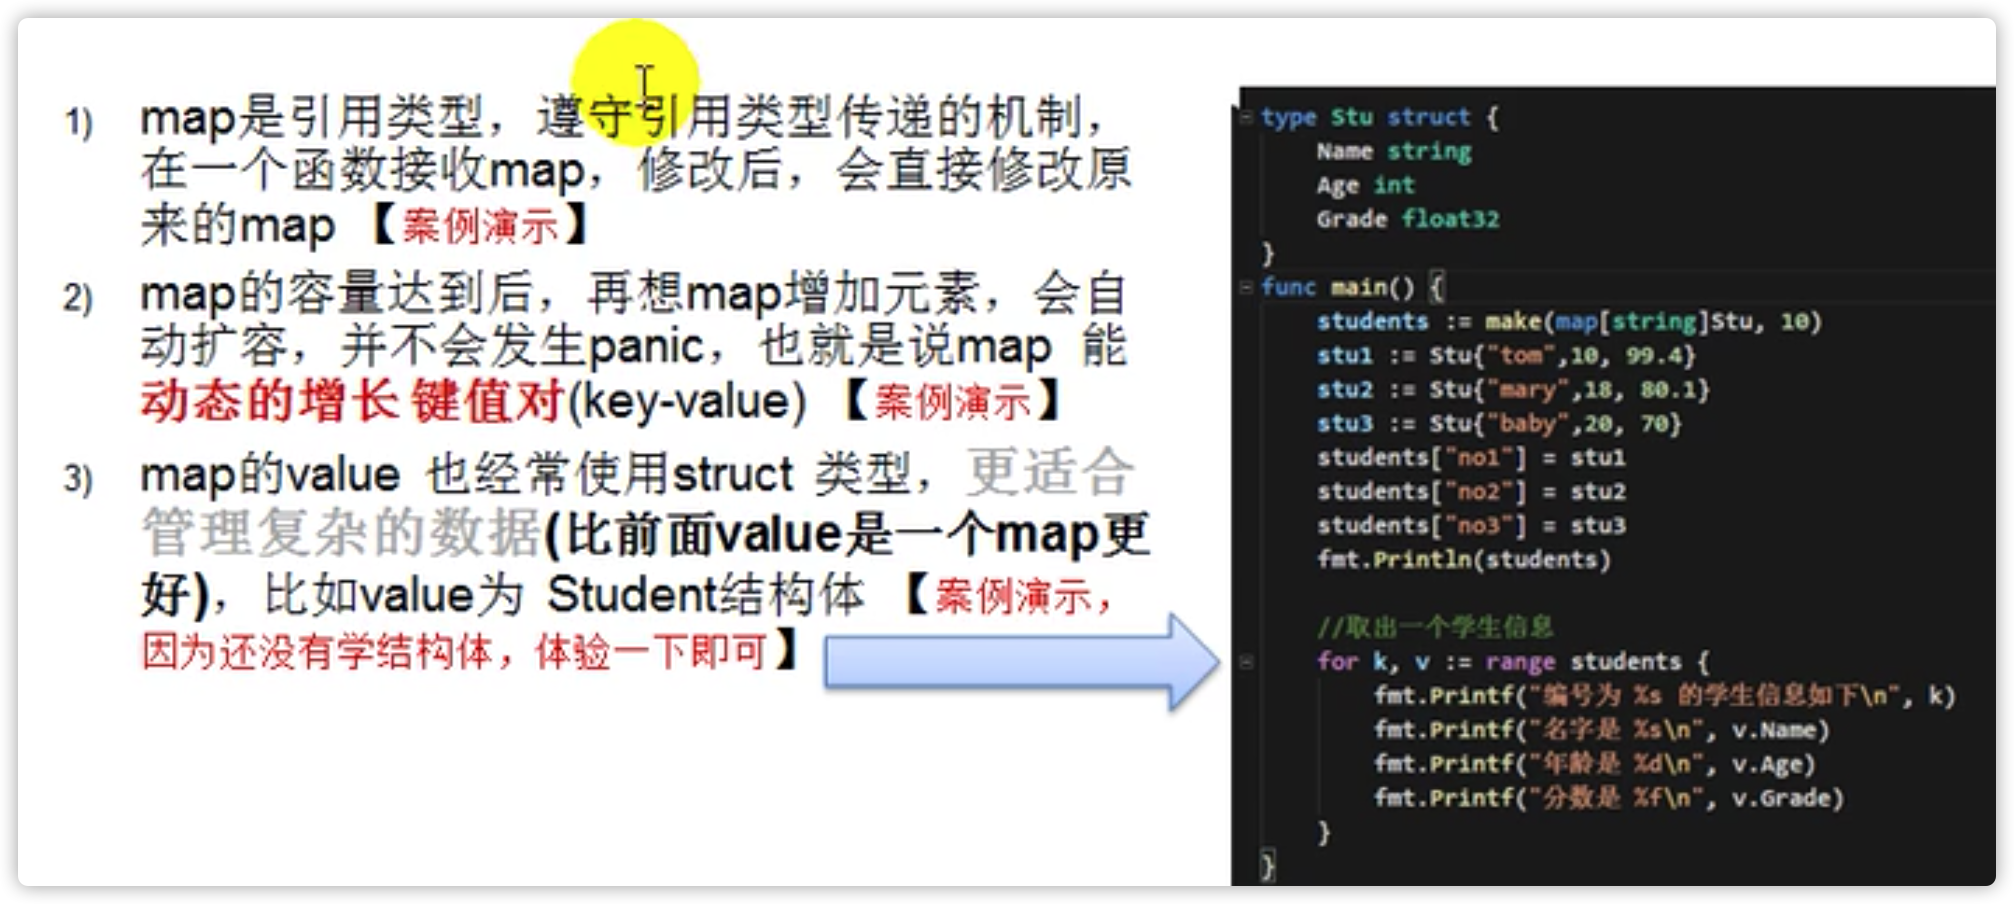 1) map是引用类型，遵守引用类型传递的机制，
在一个函数接收map，修改后，会直接修改原
来的map 【案例演示】
2) map的容量达到后，再想map增加元素，会自
动扩容，并不会发生panic，也就是说map 能
动态的增长 键值对(key-value) 【案例演示】
3) map的value 也经常使用struct 类型，更适合
管理复杂的数据(比前面value是一个map更
好)，比如value为 Student结构体 【案例演示，
因为还没有学结构体，体验一下即可】
type Stu struct {
    Name string
    Age int
    Grade float32
}
func main() {
    students := make(map[string]Stu, 10)
    stu1 := Stu{"tom",10, 99.4}
    stu2 := Stu{"mary",18, 80.1}
    stu3 := Stu{"baby",20, 70}
    students["no1"] = stu1
    students["no2"] = stu2
    students["no3"] = stu3
    fmt.Println(students)
    //取出一个学生信息
    for k, v := range students {
        fmt.Printf("编号为 %s 的学生信息如下\n", k)
        fmt.Printf("名字是 %s\n", v.Name)
        fmt.Printf("年龄是 %d\n", v.Age)
        fmt.Printf("分数是 %f\n", v.Grade)
    }
}